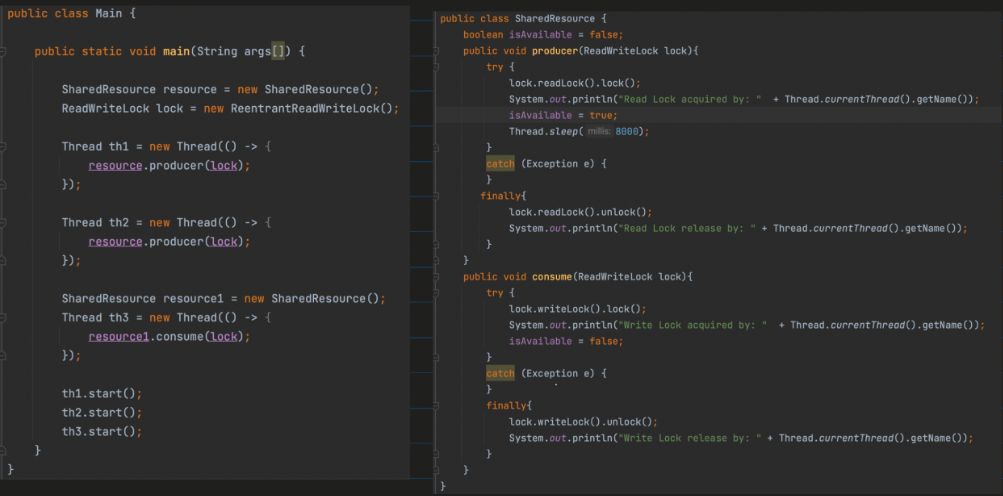 public class Main {
public static void main(String args[]) {
SharedResource resource = new SharedResource();
ReadWriteLock lock = new ReentrantReadWriteLock();
Thread th1 = new Thread(() -> {
resource.producer(lock);
});
Thread th2 = new Thread(() -> {
resource.producer(lock);
});
SharedResource resource1 = new SharedResource();
Thread th3 = new Thread(() -> {
resource1.consume(lock);
});
th1.start();
th2.start();
th3.start();
}
}
public class SharedResource {
boolean isAvailable = false;
public void producer(ReadWriteLock lock){
try {
lock.readLock().lock();
System.out.println("Read Lock acquired by: " + Thread.currentThread().getName());
isAvailable = true;
Thread.sleep( millis: 8000);
}
catch (Exception e) {
}
finally{
lock.readLock().unlock();
System.out.println("Read Lock release by: " + Thread.currentThread().getName());
}
}
public void consume(ReadWriteLock lock){
try {
lock.writeLock().lock();
System.out.println("Write Lock acquired by: " + Thread.currentThread().getName());
isAvailable = false;
}
catch (Exception e) {
}
finally{
lock.writeLock().unlock();
System.out.println("Write Lock release by: " + Thread.currentThread().getName());
}
}
}